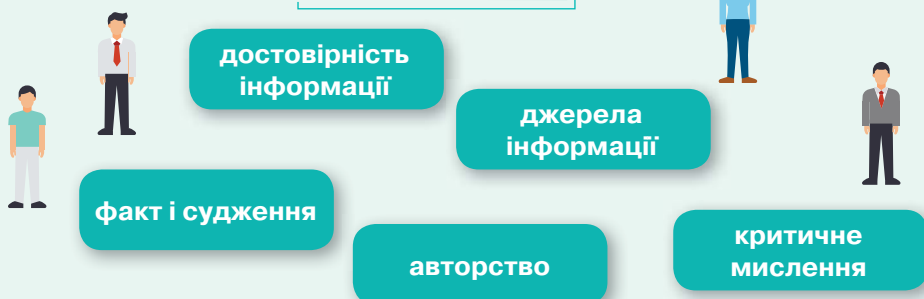 достовірність
інформації
джерела
інформації
факт і судження
авторство
критичне
мислення